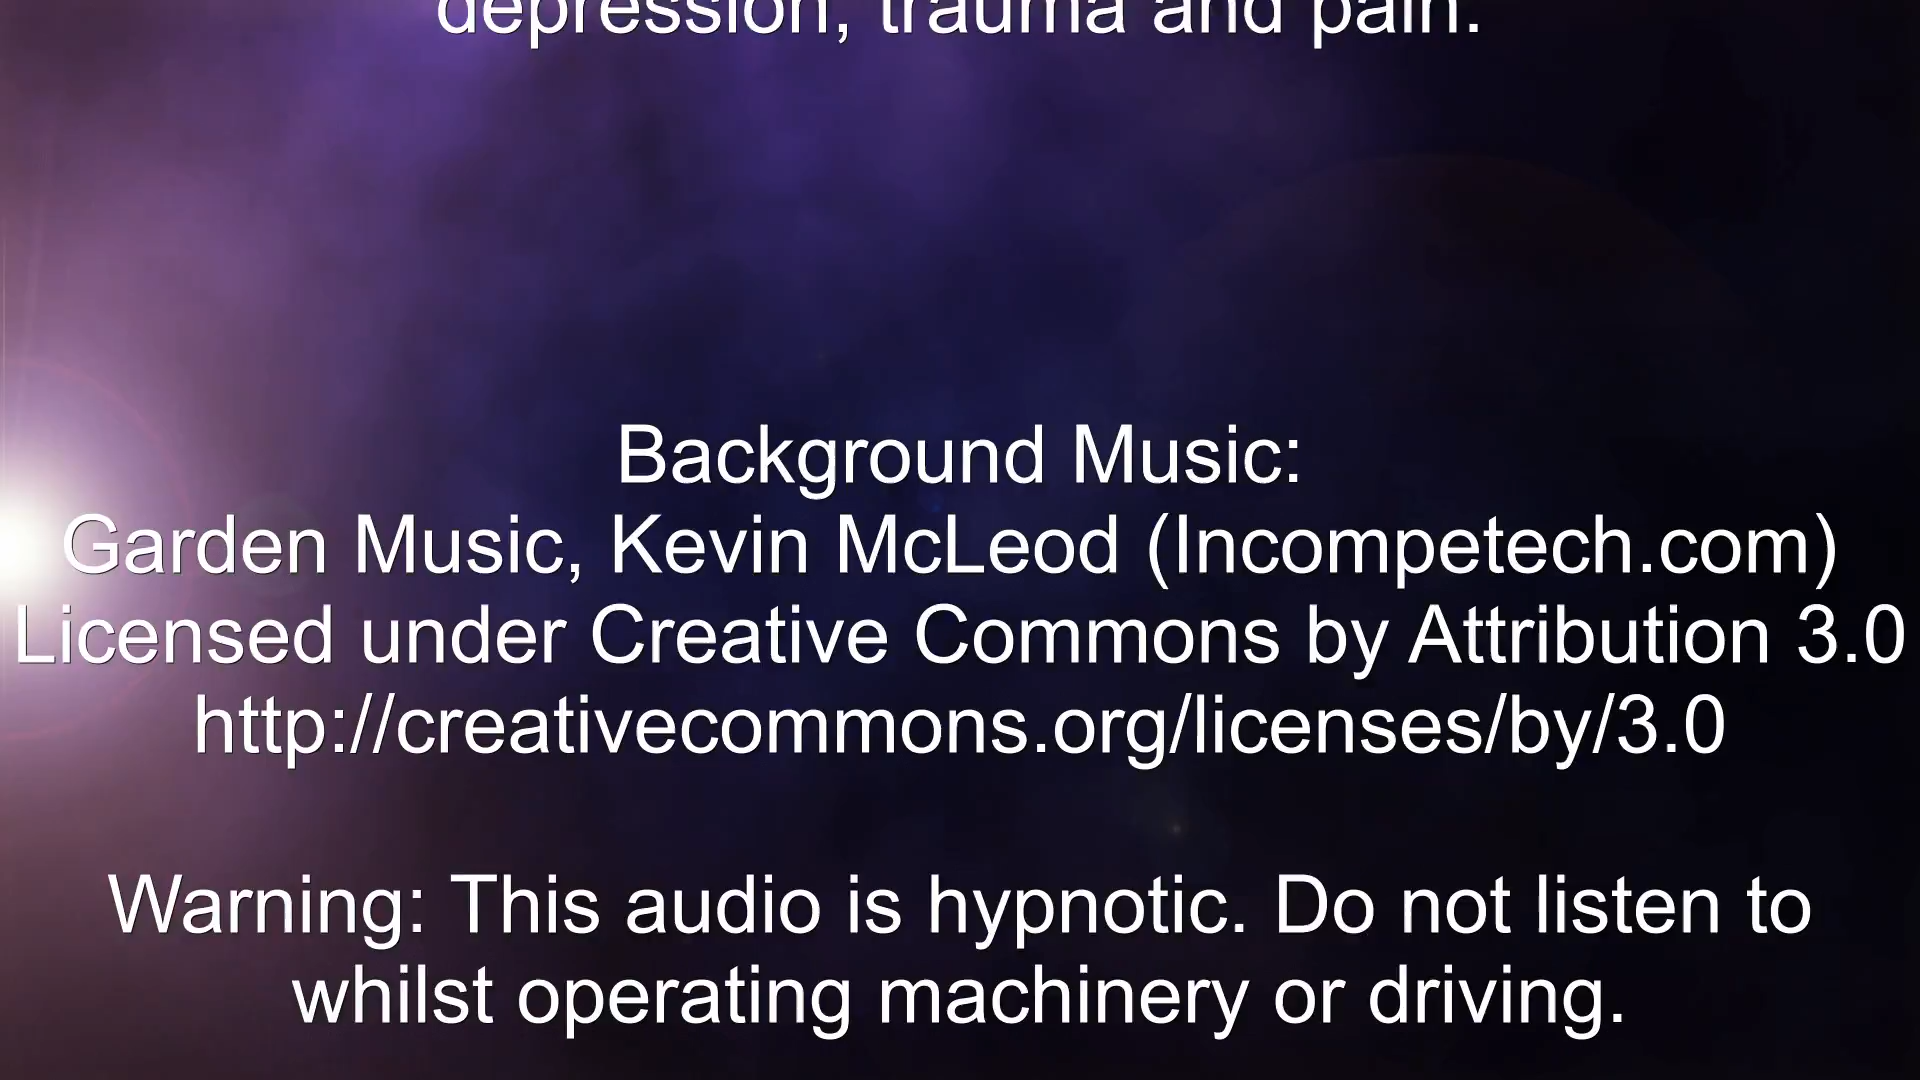 depression, trauma and pain.
Background Music:
Garden Music, Kevin McLeod (Incompetech.com)
Licensed under Creative Commons by Attribution 3.0
http://creativecommons.org/licenses/by/3.0
Warning: This audio is hypnotic. Do not listen to
whilst operating machinery or driving.